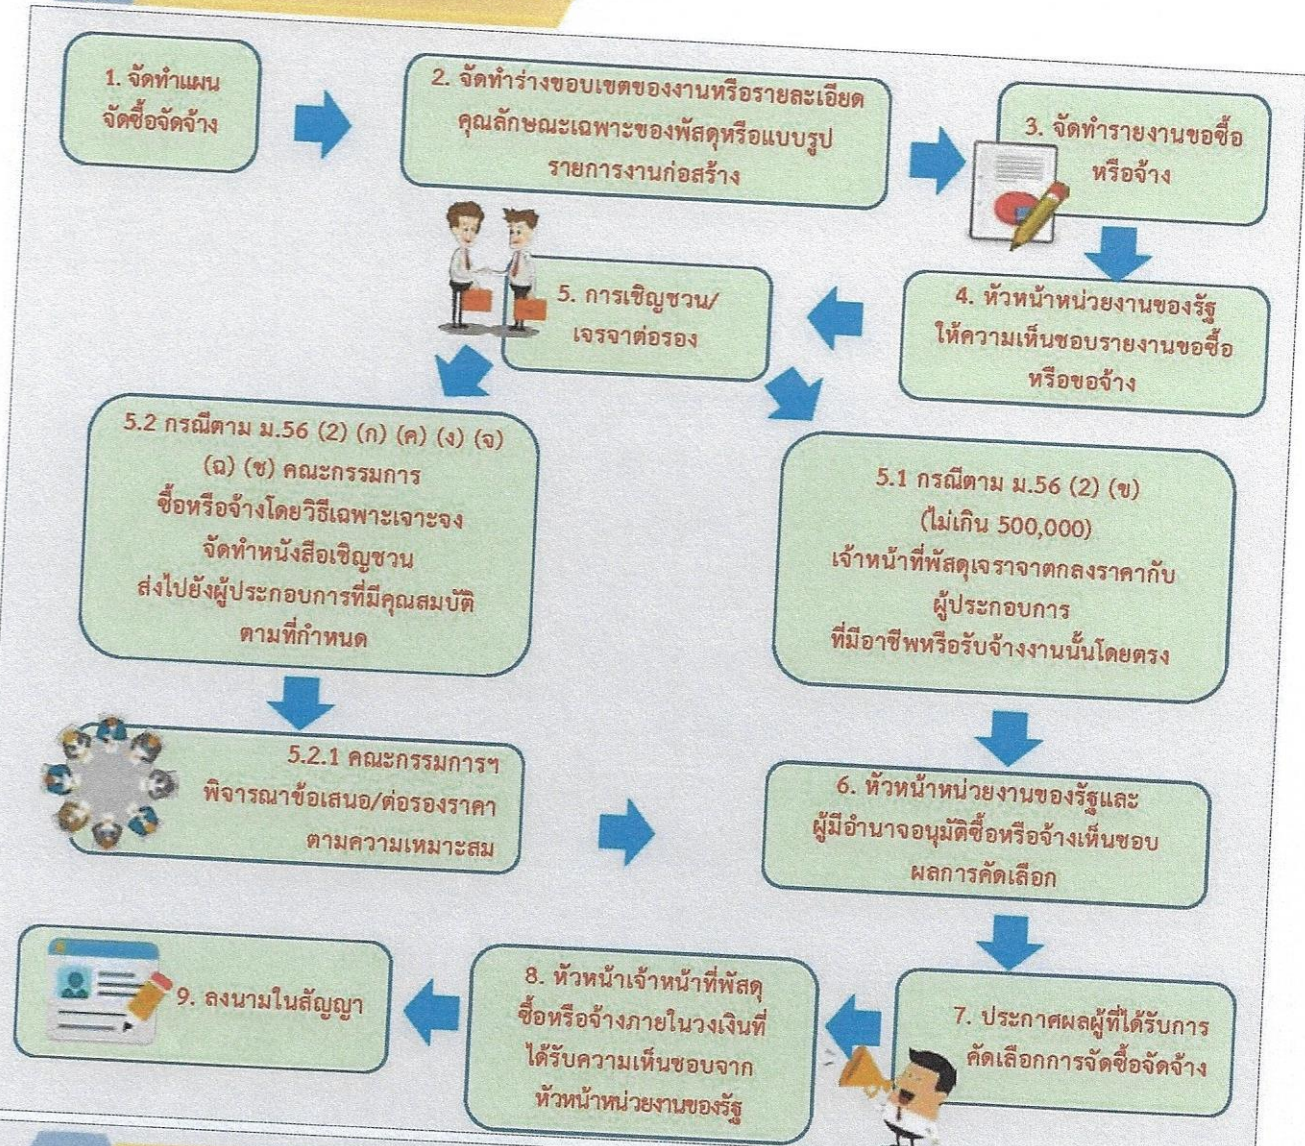 1. จัดทำแผน
จัดซื้อจัดจ้าง
2. จัดทำร่างขอบเขตของงานหรือรายละเอียด
คุณลักษณะเฉพาะของพัสดุหรือแบบรูป
รายการงานก่อสร้าง
3. จัดทำรายงานขอซื้อ
หรือจ้าง
4. หัวหน้าหน่วยงานของรัฐ
ให้ความเห็นชอบรายงานขอซื้อ
หรือขอจ้าง
5. การเชิญชวน/
เจรจาต่อรอง
5.2 กรณีตาม ม.56 (2) (ก) (ค) (ง) (จ)
(ฉ) (ช) คณะกรรมการ
ซื้อหรือจ้างโดยวิธีเฉพาะเจาะจง
จัดทำหนังสือเชิญชวน
ส่งไปยังผู้ประกอบการที่มีคุณสมบัติ
ตามที่กำหนด
5.1 กรณีตาม ม.56 (2) (ข)
(ไม่เกิน 500,000)
เจ้าหน้าที่พัสดุเจราจาตกลงราคากับ
ผู้ประกอบการ
ที่มีอาชีพหรือรับจ้างงานนั้นโดยตรง
5.2.1 คณะกรรมการฯ
พิจารณาข้อเสนอ/ต่อรองราคา
ตามความเหมาะสม
6. หัวหน้าหน่วยงานของรัฐและ
ผู้มีอำนาจอนุมัติซื้อหรือจ้างเห็นชอบ
ผลการคัดเลือก
7. ประกาศผลผู้ที่ได้รับการ
คัดเลือกการจัดซื้อจัดจ้าง
8. หัวหน้าเจ้าหน้าที่พัสดุ
ซื้อหรือจ้างภายในวงเงินที่
ได้รับความเห็นชอบจาก
หัวหน้าหน่วยงานของรัฐ
9. ลงนามในสัญญา